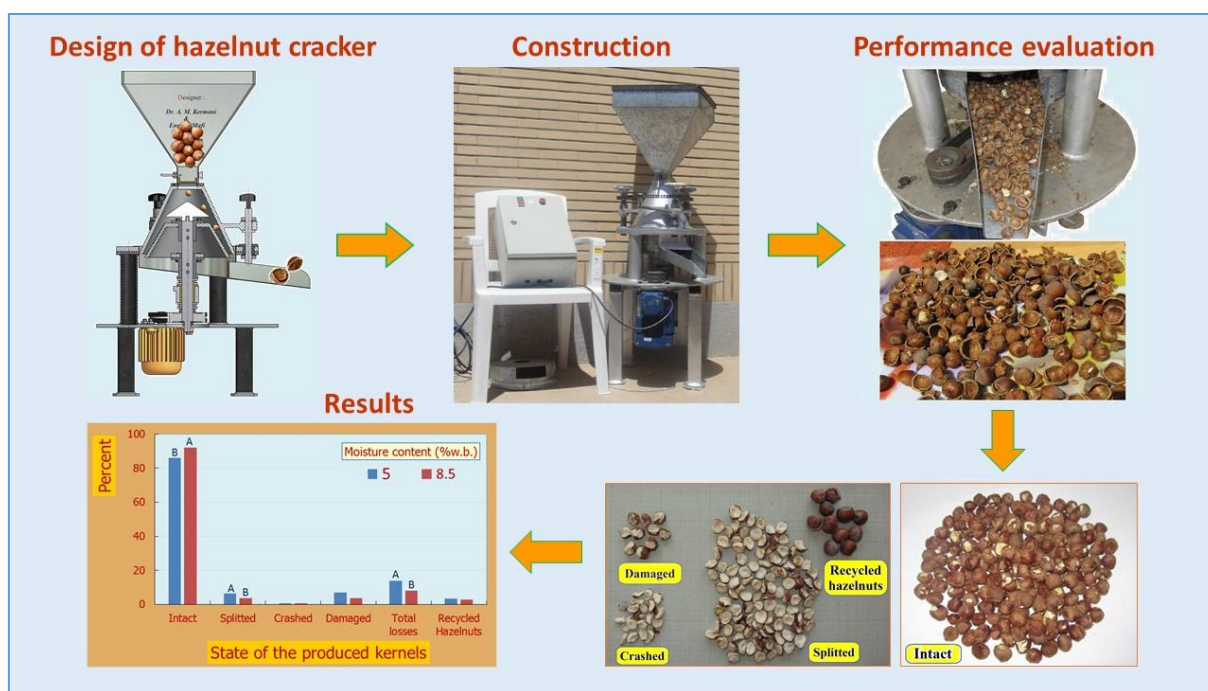 Design of hazelnut cracker
Construction
Performance evaluation
Designer :
Dr. A. M. Kermani
&
Eng. Mafi
Results
100
80
60
40
20
0
Percent
Moisture content (%w.b.)
5
8.5
B
A
A
B
A
B
Intact
Splitted
Crashed
Damaged
Total
losses
Recycled
Hazelnuts
State of the produced kernels
Damaged
Crashed
Splitted
Recycled
hazelnuts
Intact